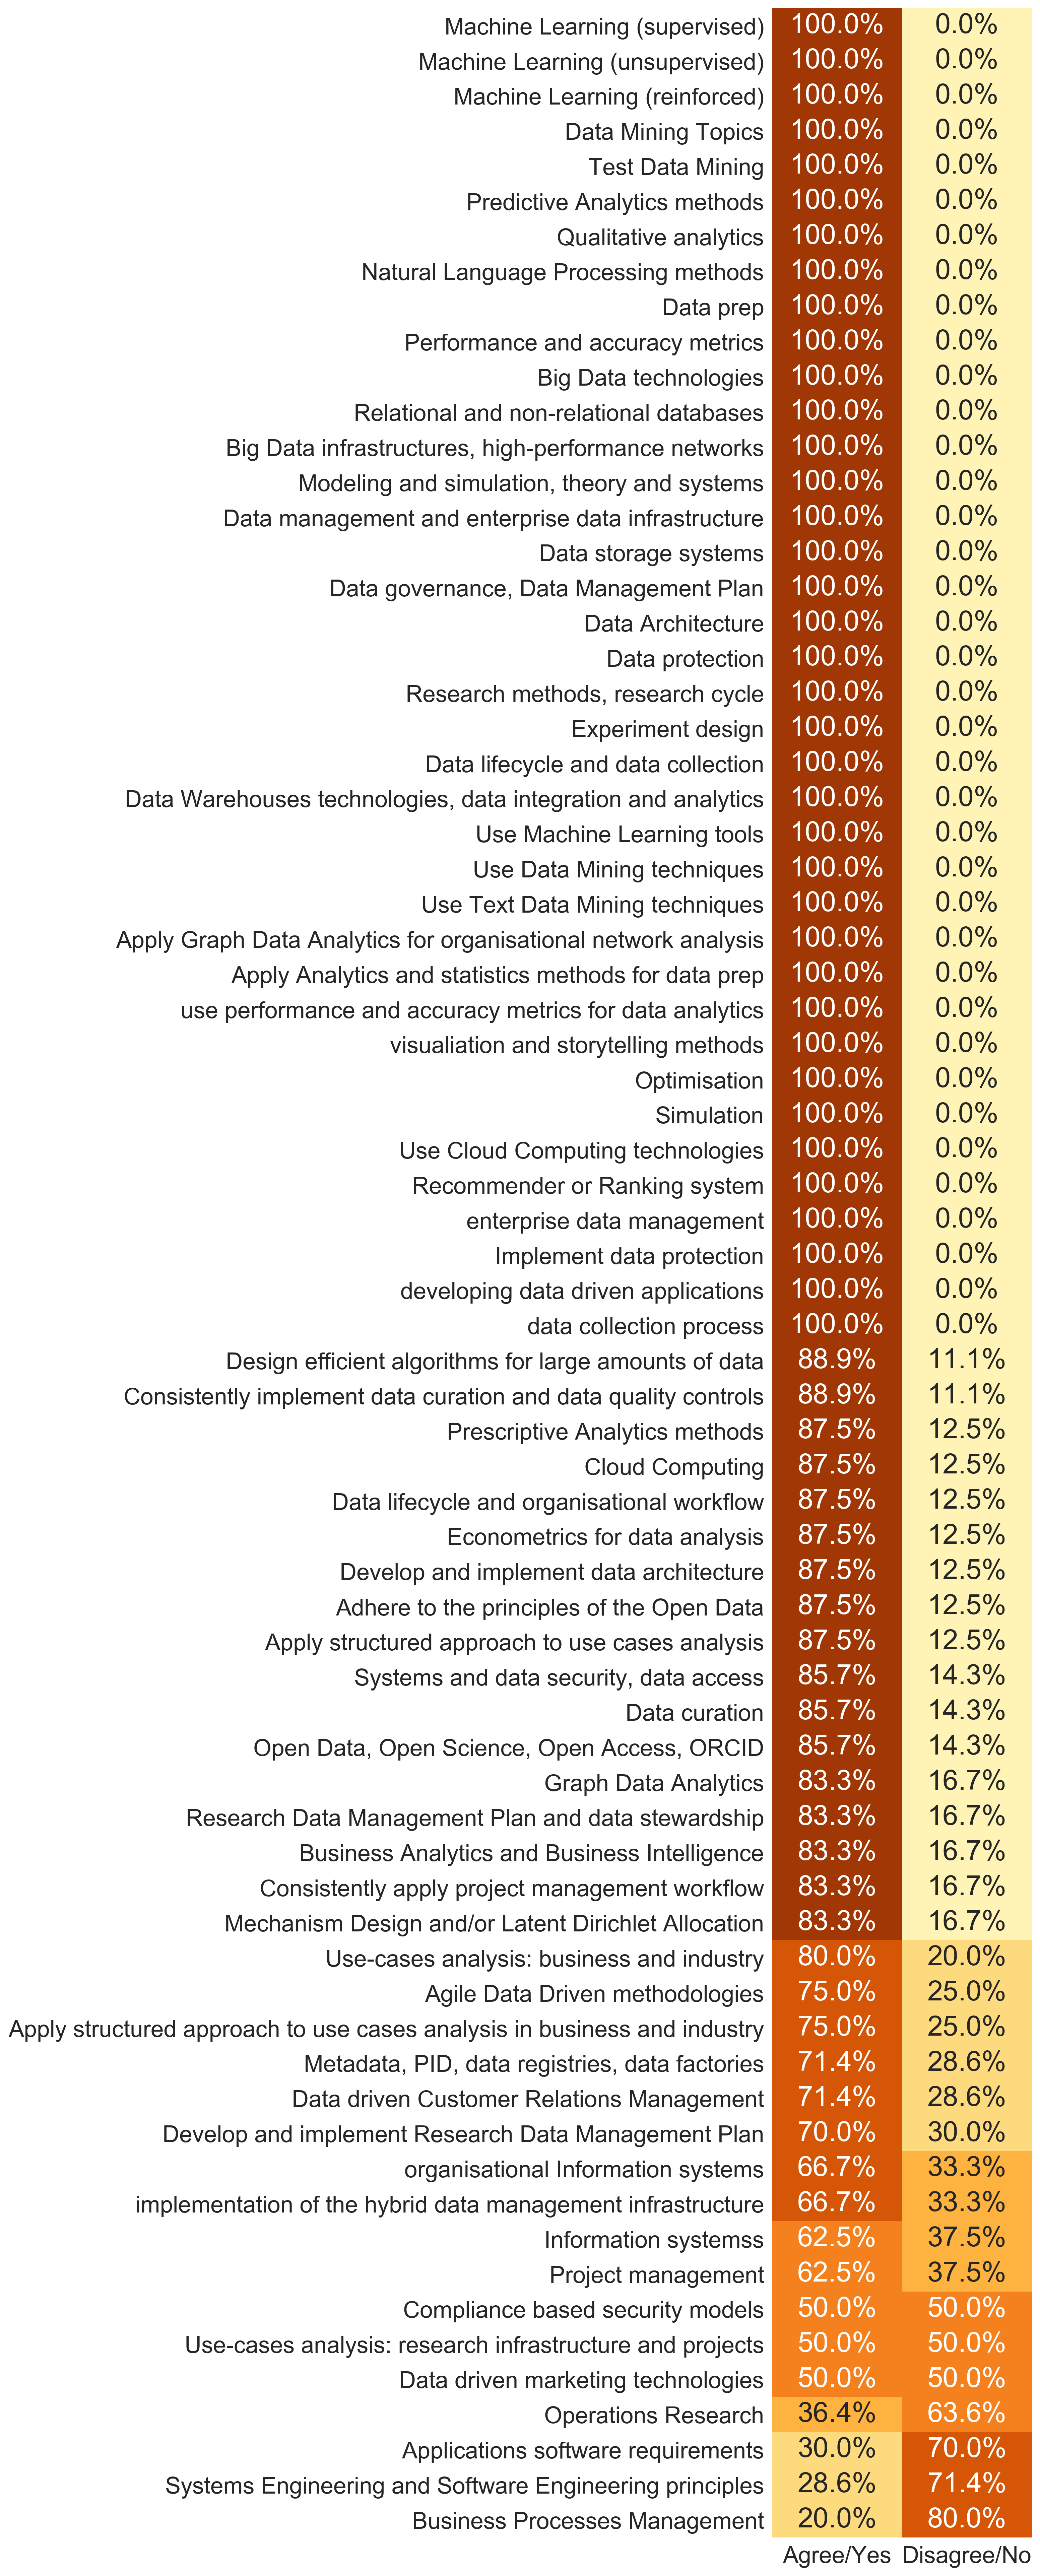 Machine Learning (supervised) 100.0% 0.0%
Machine Learning (unsupervised) 100.0% 0.0%
Machine Learning (reinforced) 100.0% 0.0%
Data Mining Topics 100.0% 0.0%
Test Data Mining 100.0% 0.0%
Predictive Analytics methods 100.0% 0.0%
Qualitative analytics 100.0% 0.0%
Natural Language Processing methods 100.0% 0.0%
Data prep 100.0% 0.0%
Performance and accuracy metrics 100.0% 0.0%
Big Data technologies 100.0% 0.0%
Relational and non-relational databases 100.0% 0.0%
Big Data infrastructures, high-performance networks 100.0% 0.0%
Modeling and simulation, theory and systems 100.0% 0.0%
Data management and enterprise data infrastructure 100.0% 0.0%
Data storage systems 100.0% 0.0%
Data governance, Data Management Plan 100.0% 0.0%
Data Architecture 100.0% 0.0%
Data protection 100.0% 0.0%
Research methods, research cycle 100.0% 0.0%
Experiment design 100.0% 0.0%
Data lifecycle and data collection 100.0% 0.0%
Data Warehouses technologies, data integration and analytics 100.0% 0.0%
Use Machine Learning tools 100.0% 0.0%
Use Data Mining techniques 100.0% 0.0%
Use Text Data Mining techniques 100.0% 0.0%
Apply Graph Data Analytics for organisational network analysis 100.0% 0.0%
Apply Analytics and statistics methods for data prep 100.0% 0.0%
use performance and accuracy metrics for data analytics 100.0% 0.0%
visualiation and storytelling methods 100.0% 0.0%
Optimisation 100.0% 0.0%
Simulation 100.0% 0.0%
Use Cloud Computing technologies 100.0% 0.0%
Recommender or Ranking system 100.0% 0.0%
enterprise data management 100.0% 0.0%
Implement data protection 100.0% 0.0%
developing data driven applications 100.0% 0.0%
data collection process 100.0% 0.0%
Design efficient algorithms for large amounts of data 88.9% 11.1%
Consistently implement data curation and data quality controls 88.9% 11.1%
Prescriptive Analytics methods 87.5% 12.5%
Cloud Computing 87.5% 12.5%
Data lifecycle and organisational workflow 87.5% 12.5%
Econometrics for data analysis 87.5% 12.5%
Develop and implement data architecture 87.5% 12.5%
Adhere to the principles of the Open Data 87.5% 12.5%
Apply structured approach to use cases analysis 87.5% 12.5%
Systems and data security, data access 85.7% 14.3%
Data curation 85.7% 14.3%
Open Data, Open Science, Open Access, ORCID 85.7% 14.3%
Graph Data Analytics 83.3% 16.7%
Research Data Management Plan and data stewardship 83.3% 16.7%
Business Analytics and Business Intelligence 83.3% 16.7%
Consistently apply project management workflow 83.3% 16.7%
Mechanism Design and/or Latent Dirichlet Allocation 83.3% 16.7%
Use-cases analysis: business and industry 80.0% 20.0%
Agile Data Driven methodologies 75.0% 25.0%
Apply structured approach to use cases analysis in business and industry 75.0% 25.0%
Metadata, PID, data registries, data factories 71.4% 28.6%
Data driven Customer Relations Management 71.4% 28.6%
Develop and implement Research Data Management Plan 70.0% 30.0%
organisational Information systems 66.7% 33.3%
implementation of the hybrid data management infrastructure 66.7% 33.3%
Information systemss 62.5% 37.5%
Project management 62.5% 37.5%
Compliance based security models 50.0% 50.0%
Use-cases analysis: research infrastructure and projects 50.0% 50.0%
Data driven marketing technologies 50.0% 50.0%
Operations Research 36.4% 63.6%
Applications software requirements 30.0% 70.0%
Systems Engineering and Software Engineering principles 28.6% 71.4%
Business Processes Management 20.0% 80.0%
Agree/Yes Disagree/No